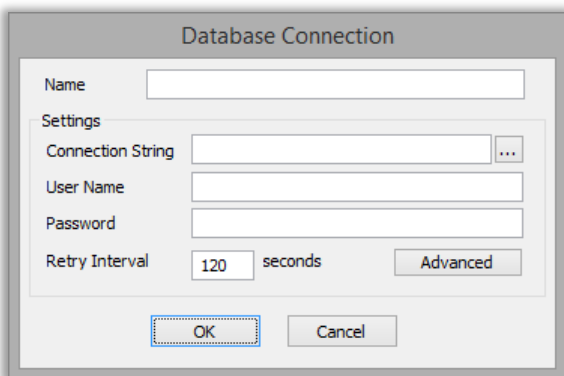 Database Connection
Name
Settings
Connection String ...
User Name
Password
Retry Interval 120 seconds Advanced
OK Cancel